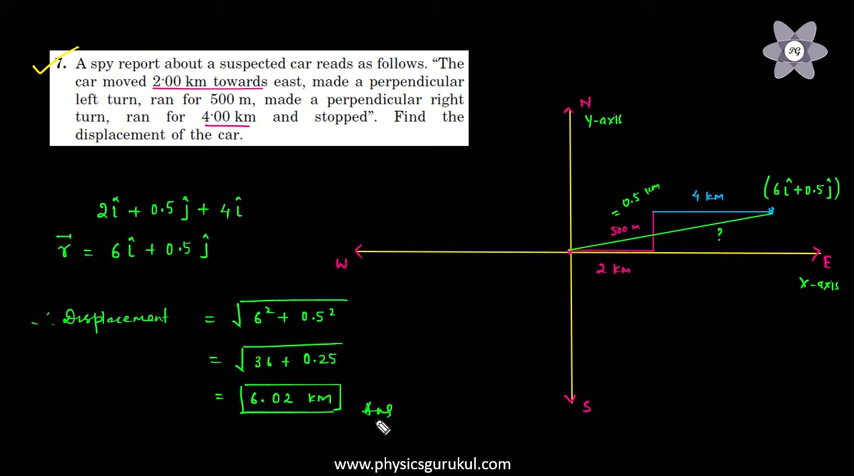 PG
7. A spy report about a suspected car reads as follows. "The
car moved 2·00 km towards east, made a perpendicular
left turn, ran for 500 m, made a perpendicular right
turn, ran for 4·00 km and stopped". Find the
displacement of the car.
N
y-axis
2î + 0.5ĵ + 4î
r⃗ = 6î + 0.5ĵ
= 0.5 km
4 km
(6î+0.5ĵ)
500 m
?
W
2 km
E
x-axis
∴ Displacement = √6² + 0.5²
= √36 + 0.25
= 6.02 km
Ans
S
www.physicsgurukul.com